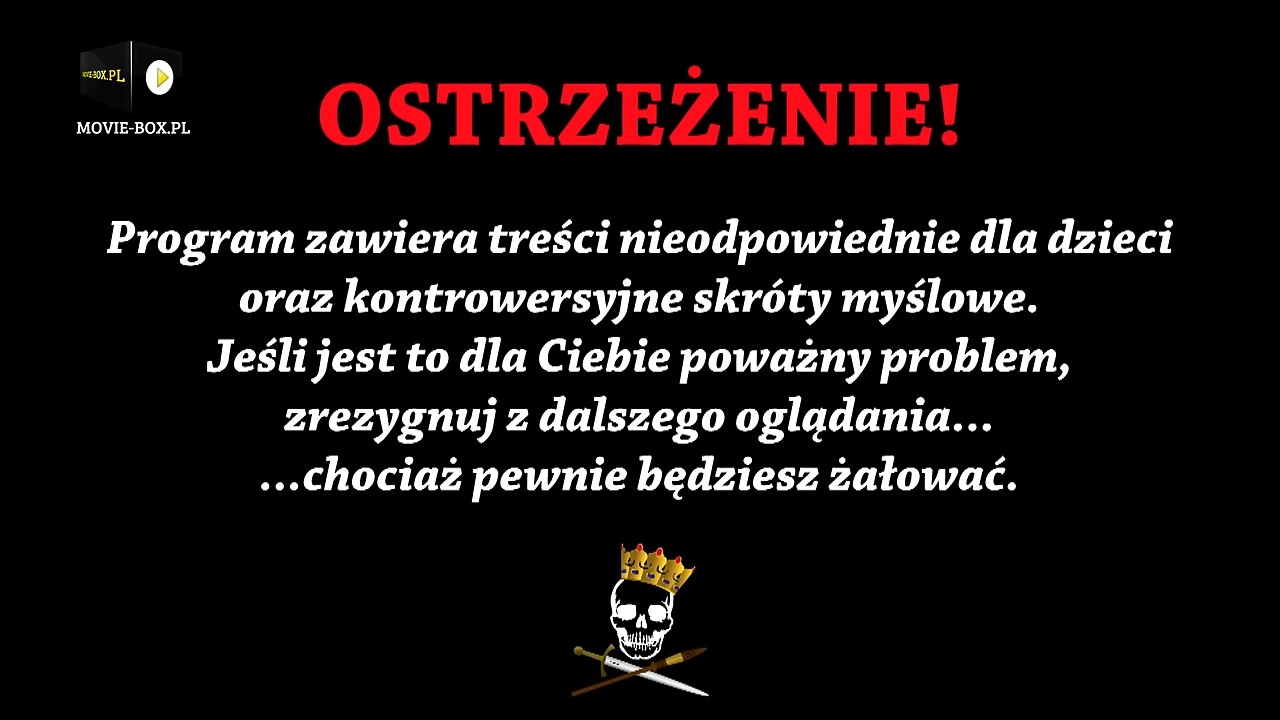 MOVIE-BOX.PL
MOVIE-BOX.PL
OSTRZEŻENIE!
Program zawiera treści nieodpowiednie dla dzieci
oraz kontrowersyjne skróty myślowe.
Jeśli jest to dla Ciebie poważny problem,
zrezygnuj z dalszego oglądania...
...chociaż pewnie będziesz żałować.